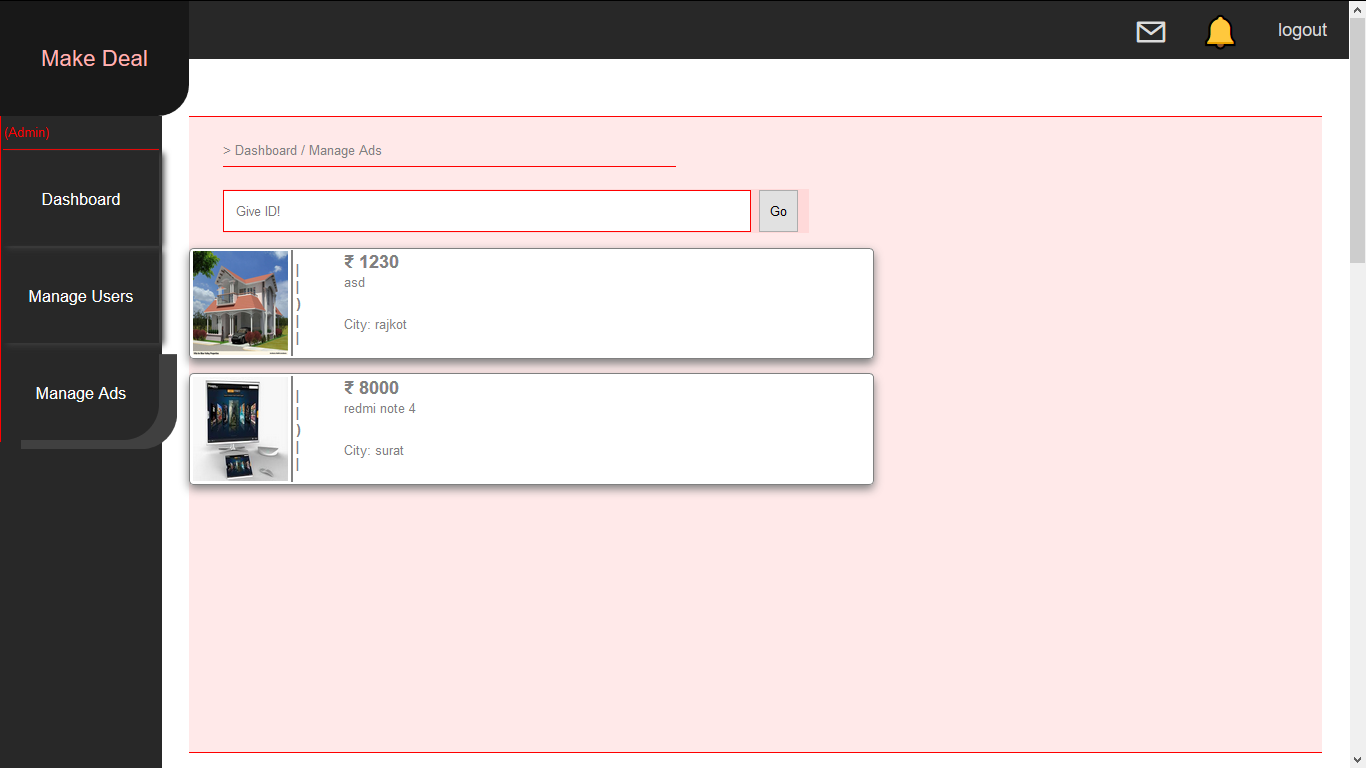 Make Deal
logout
(Admin)
Dashboard
Manage Users
Manage Ads
> Dashboard / Manage Ads
Give ID!
Go
|
|
)
|
|
₹ 1230
asd
City: rajkot
|
|
)
|
|
₹ 8000
redmi note 4
City: surat